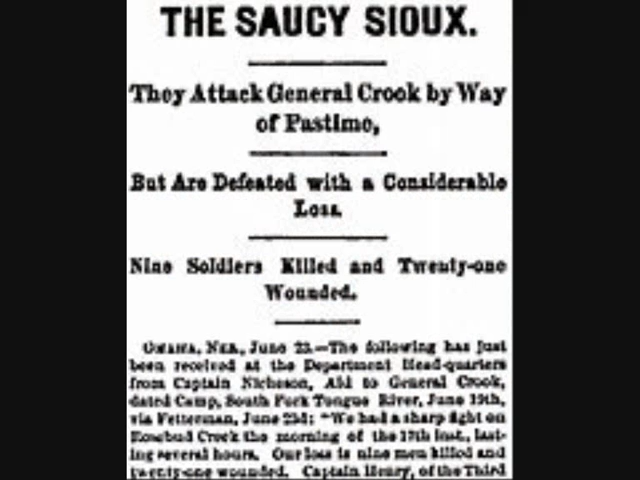 THE SAUCY SIOUX.
They Attack General Crook by Way
of Pastime,
But Are Defeated with a Considerable
Loss.
Nine Soldiers Killed and Twenty-one
Wounded.
OMAHA, NEB., June 23.—The following has just
been received at the Department Head-quarters
from Captain Nicheson, Aid to General Crook,
dated Camp, South Fork Tongue River, June 19th,
via Fetterman, June 23d: "We had a sharp fight on
Rosebud Creek the morning of the 17th inst., last-
ing several hours. Our loss is nine men killed and
twenty-one wounded. Captain Henry, of the Third